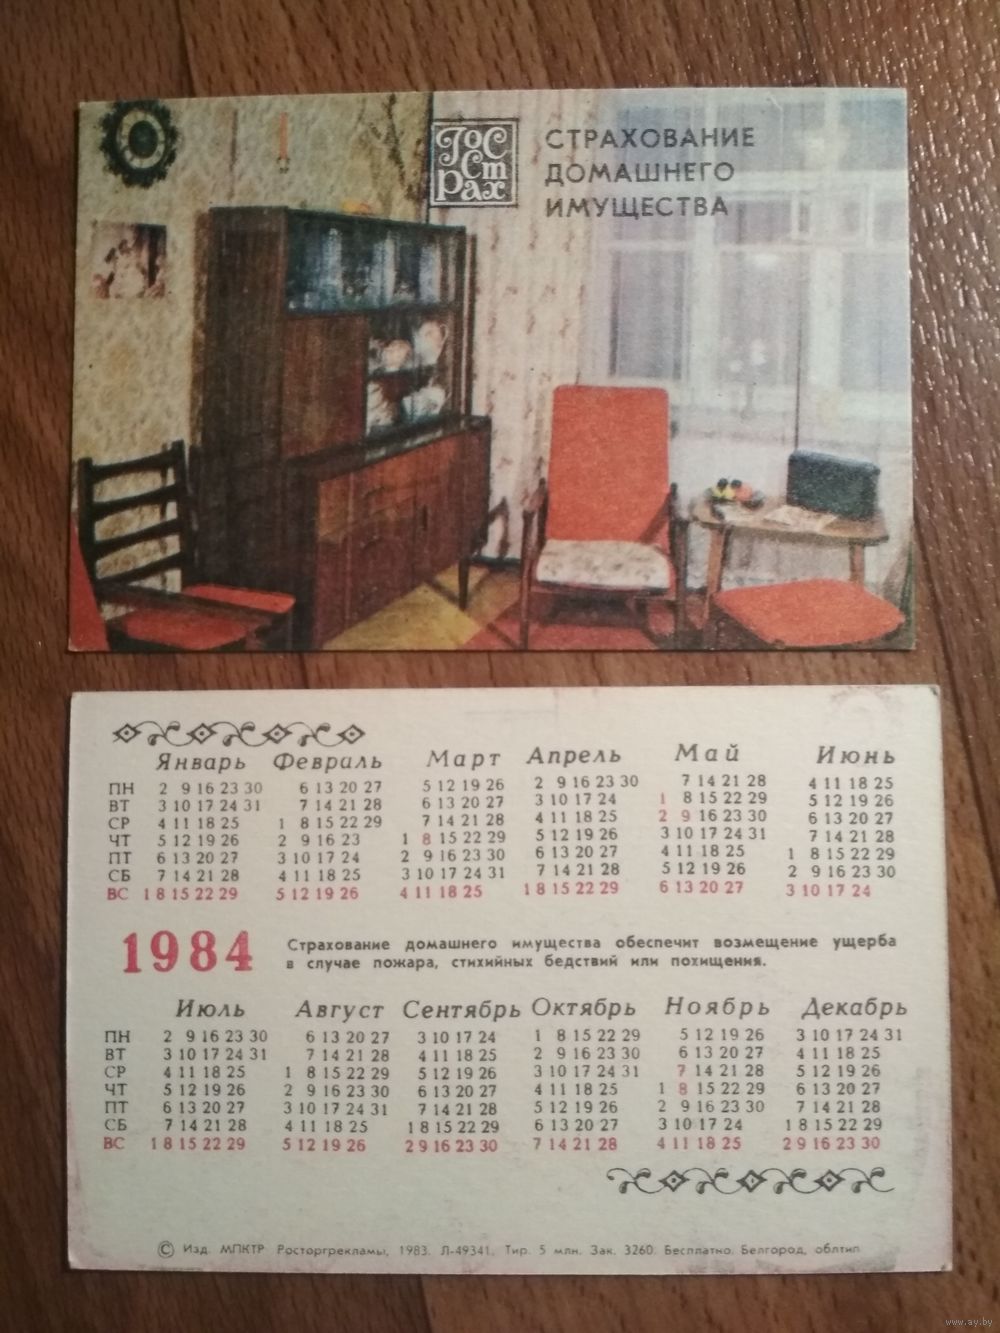 Гос
Ст
Рах
СТРАХОВАНИЕ
ДОМАШНЕГО
ИМУЩЕСТВА
Январь Февраль Март Апрель Май Июнь
ПН 2 9 16 23 30 6 13 20 27 5 12 19 26 2 9 16 23 30 7 14 21 28 4 11 18 25
ВТ 3 10 17 24 31 7 14 21 28 6 13 20 27 3 10 17 24 1 8 15 22 29 5 12 19 26
СР 4 11 18 25 1 8 15 22 29 7 14 21 28 4 11 18 25 2 9 16 23 30 6 13 20 27
ЧТ 5 12 19 26 2 9 16 23 1 8 15 22 29 5 12 19 26 3 10 17 24 31 7 14 21 28
ПТ 6 13 20 27 3 10 17 24 2 9 16 23 30 6 13 20 27 4 11 18 25 1 8 15 22 29
СБ 7 14 21 28 4 11 18 25 3 10 17 24 31 7 14 21 28 5 12 19 26 2 9 16 23 30
ВС 1 8 15 22 29 5 12 19 26 4 11 18 25 1 8 15 22 29 6 13 20 27 3 10 17 24
1984
Страхование домашнего имущества обеспечит возмещение ущерба
в случае пожара, стихийных бедствий или похищения.
Июль Август Сентябрь Октябрь Ноябрь Декабрь
ПН 2 9 16 23 30 6 13 20 27 3 10 17 24 1 8 15 22 29 5 12 19 26 3 10 17 24 31
ВТ 3 10 17 24 31 7 14 21 28 4 11 18 25 2 9 16 23 30 6 13 20 27 4 11 18 25
СР 4 11 18 25 1 8 15 22 29 5 12 19 26 3 10 17 24 31 7 14 21 28 5 12 19 26
ЧТ 5 12 19 26 2 9 16 23 30 6 13 20 27 4 11 18 25 1 8 15 22 29 6 13 20 27
ПТ 6 13 20 27 3 10 17 24 31 7 14 21 28 5 12 19 26 2 9 16 23 30 7 14 21 28
СБ 7 14 21 28 4 11 18 25 1 8 15 22 29 6 13 20 27 3 10 17 24 1 8 15 22 29
ВС 1 8 15 22 29 5 12 19 26 2 9 16 23 30 7 14 21 28 4 11 18 25 2 9 16 23 30
© Изд. МПКТР Росторгрекламы, 1983. Л-49341. Тир. 5 млн. Зак. 3260. Бесплатно. Белгород, облтип.
www.ay.by